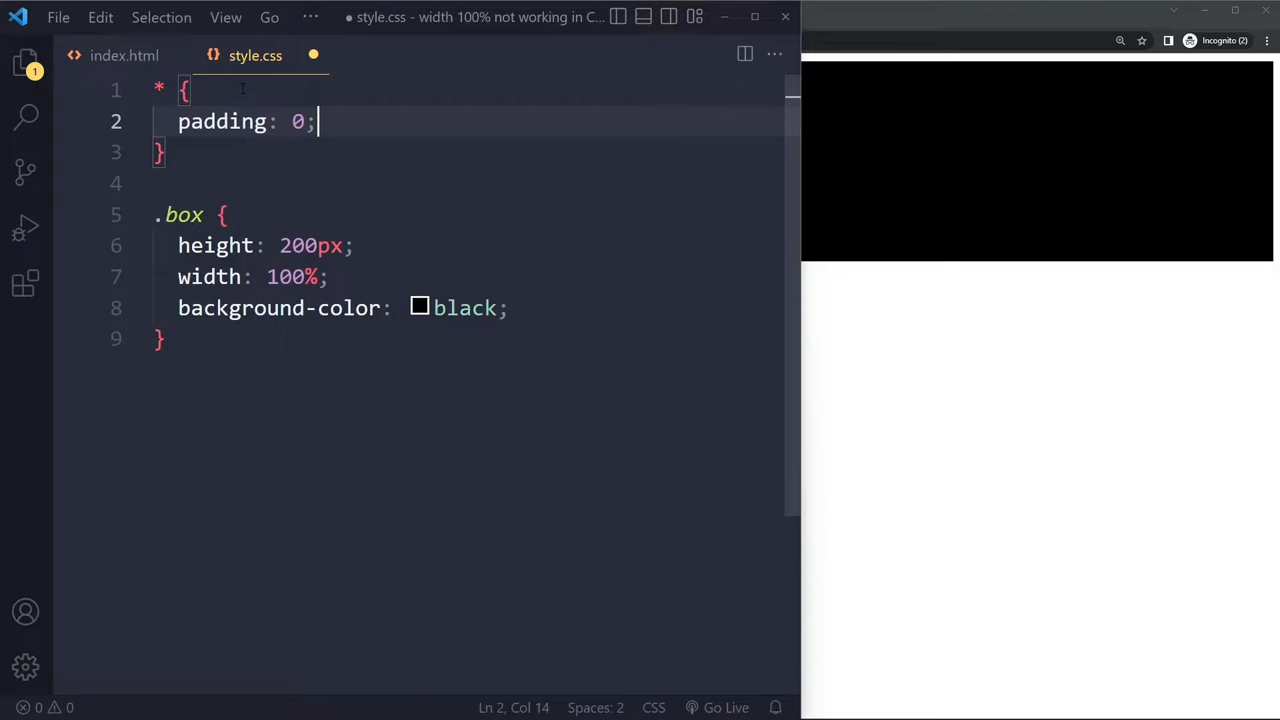 File Edit Selection View Go ··· ● style.css - width 100% not working in C...
Incognito (2)
index.html style.css
1
1 * {
2 padding: 0;
3 }
4
5 .box {
6 height: 200px;
7 width: 100%;
8 background-color: black;
9 }
0 0 Ln 2, Col 14 Spaces: 2 CSS Go Live